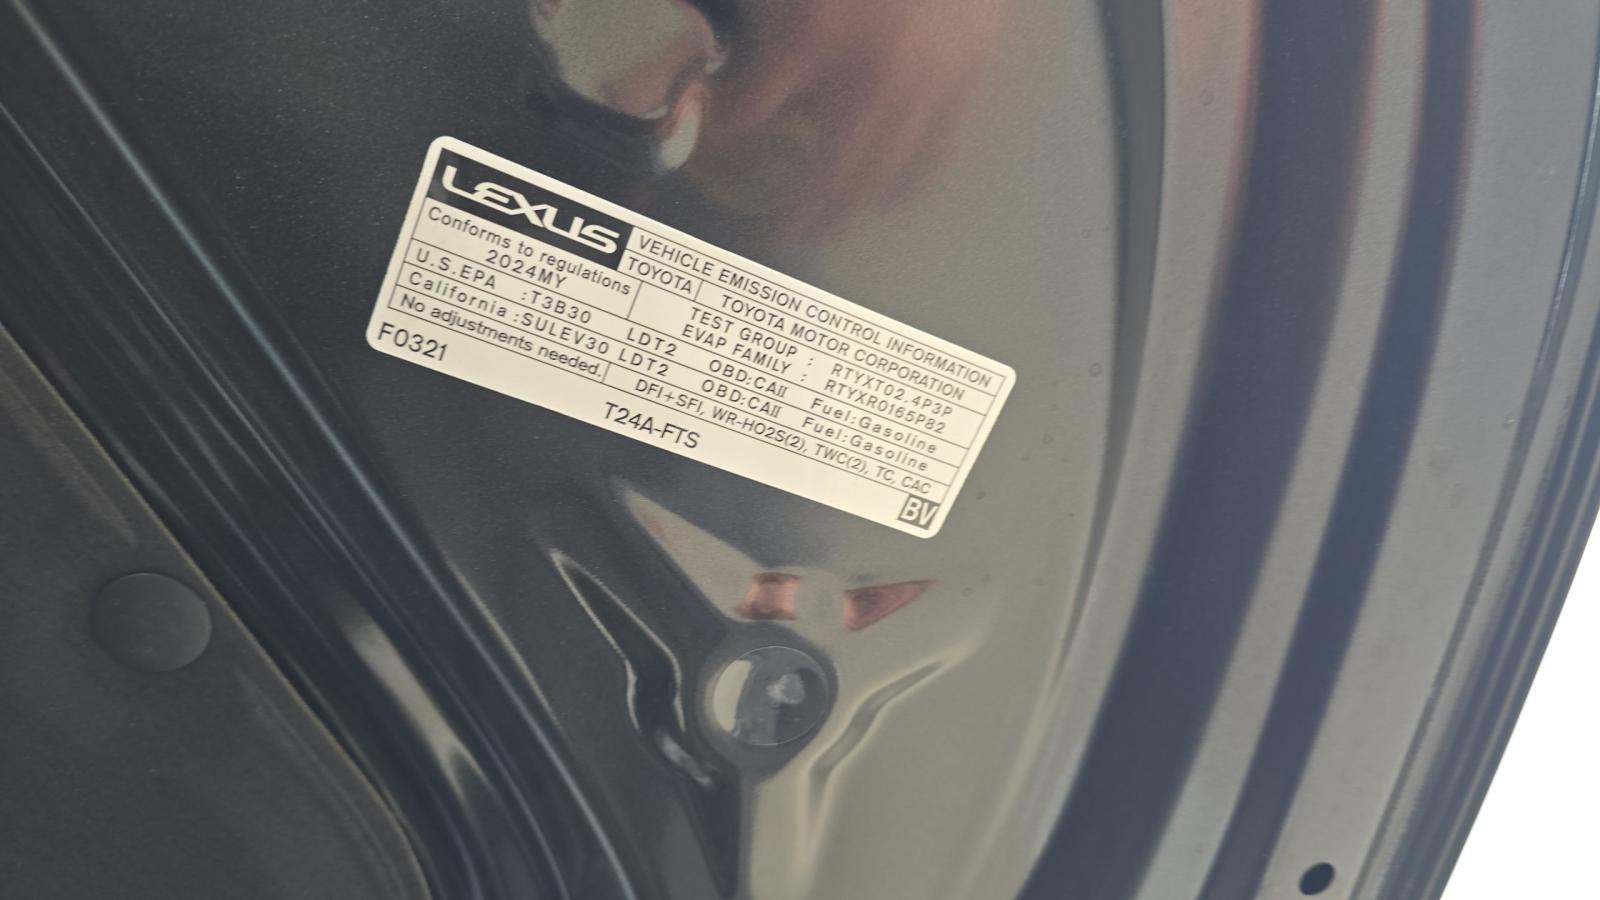 LEXUS
VEHICLE EMISSION CONTROL INFORMATION
TOYOTA TOYOTA MOTOR CORPORATION
Conforms to regulations
2024MY
TEST GROUP : RTYXT02.4P3P
EVAP FAMILY : RTYXR0165P82
U.S.EPA :T3B30 LDT2 OBD:CAII Fuel:Gasoline
California :SULEV30 LDT2 OBD:CAII Fuel:Gasoline
No adjustments needed. DFI+SFI, WR-HO2S(2), TWC(2), TC, CAC
F0321 T24A-FTS BV